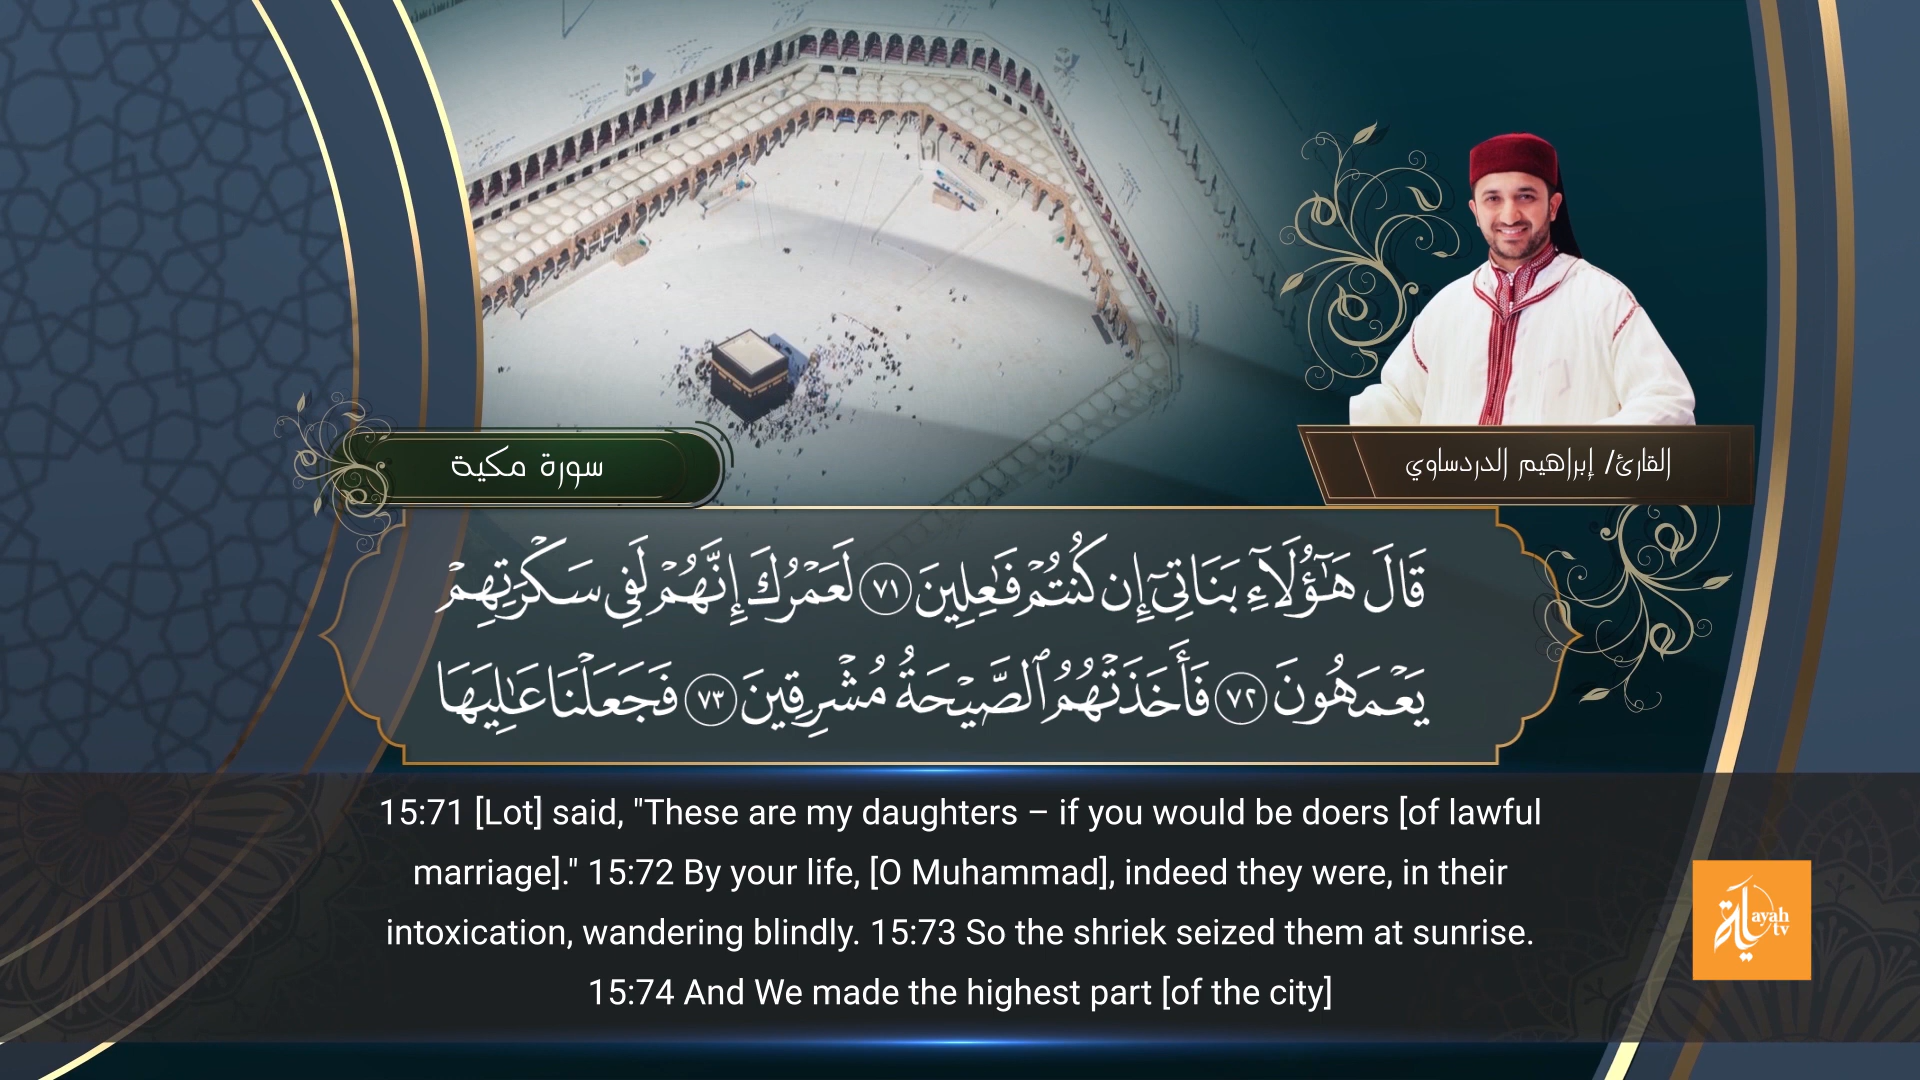 سورة مكية
القارئ/ إبراهيم الدردساوي
قَالَ هَٰٓؤُلَآءِ بَنَاتِىٓ إِن كُنتُمْ فَٰعِلِينَ ٧١ لَعَمْرُكَ إِنَّهُمْ لَفِى سَكْرَتِهِمْ
يَعْمَهُونَ ٧٢ فَأَخَذَتْهُمُ ٱلصَّيْحَةُ مُشْرِقِينَ ٧٣ فَجَعَلْنَا عَٰلِيَهَا
15:71 [Lot] said, "These are my daughters – if you would be doers [of lawful
marriage]." 15:72 By your life, [O Muhammad], indeed they were, in their
intoxication, wandering blindly. 15:73 So the shriek seized them at sunrise.
15:74 And We made the highest part [of the city]
آية
ayah
tv